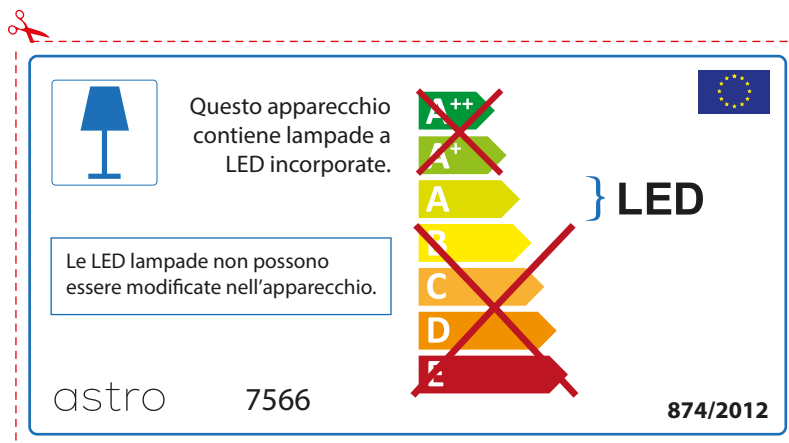 Questo apparecchio
contiene lampade a
LED incorporate.
A++
A+
A
B
C
D
E
LED
Le LED lampade non possono
essere modificate nell'apparecchio.
astro
7566
874/2012